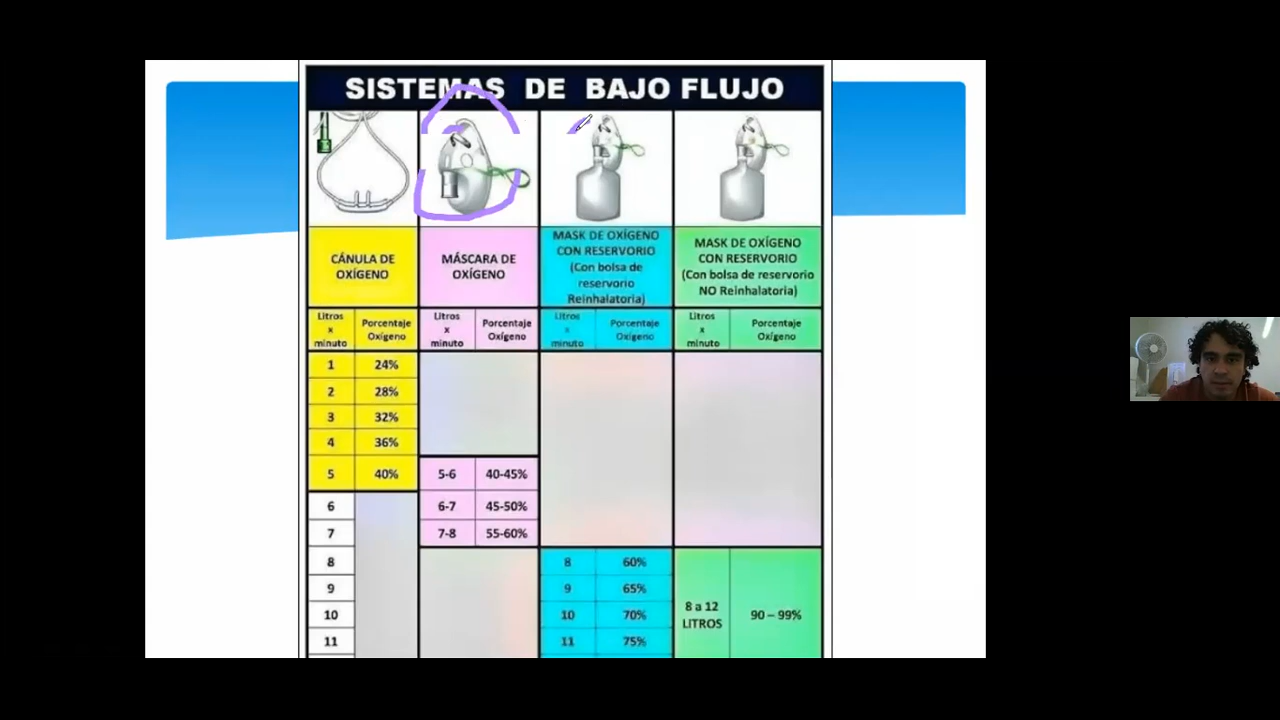 SISTEMAS DE BAJO FLUJO
CÁNULA DE
OXÍGENO
MÁSCARA DE
OXÍGENO
MASK DE OXÍGENO
CON RESERVORIO
(Con bolsa de
reservorio
Reinhalatoria)
MASK DE OXÍGENO
CON RESERVORIO
(Con bolsa de reservorio
NO Reinhalatoria)
Litros
x
minuto
Porcentaje
Oxígeno
Litros
x
minuto
Porcentaje
Oxígeno
Litros
x
minuto
Porcentaje
Oxígeno
Litros
x
minuto
Porcentaje
Oxígeno
1 24%
2 28%
3 32%
4 36%
5 40% 5-6 40-45%
6 6-7 45-50%
7 7-8 55-60%
8 8 60%
9 9 65%
10 10 70%
11 11 75%
8 a 12
LITROS
90 – 99%